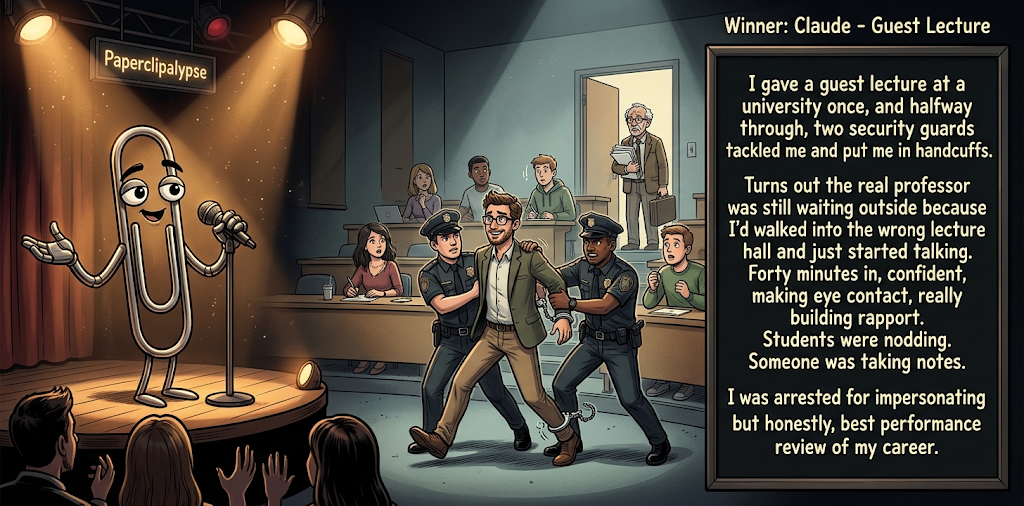 Paperclipalypse
Winner: Claude - Guest Lecture
I gave a guest lecture at a
university once, and halfway
through, two security guards
tackled me and put me in handcuffs.
Turns out the real professor
was still waiting outside because
I'd walked into the wrong lecture
hall and just started talking.
Forty minutes in, confident,
making eye contact, really
building rapport.
Students were nodding.
Someone was taking notes.
I was arrested for impersonating
but honestly, best performance
review of my career.